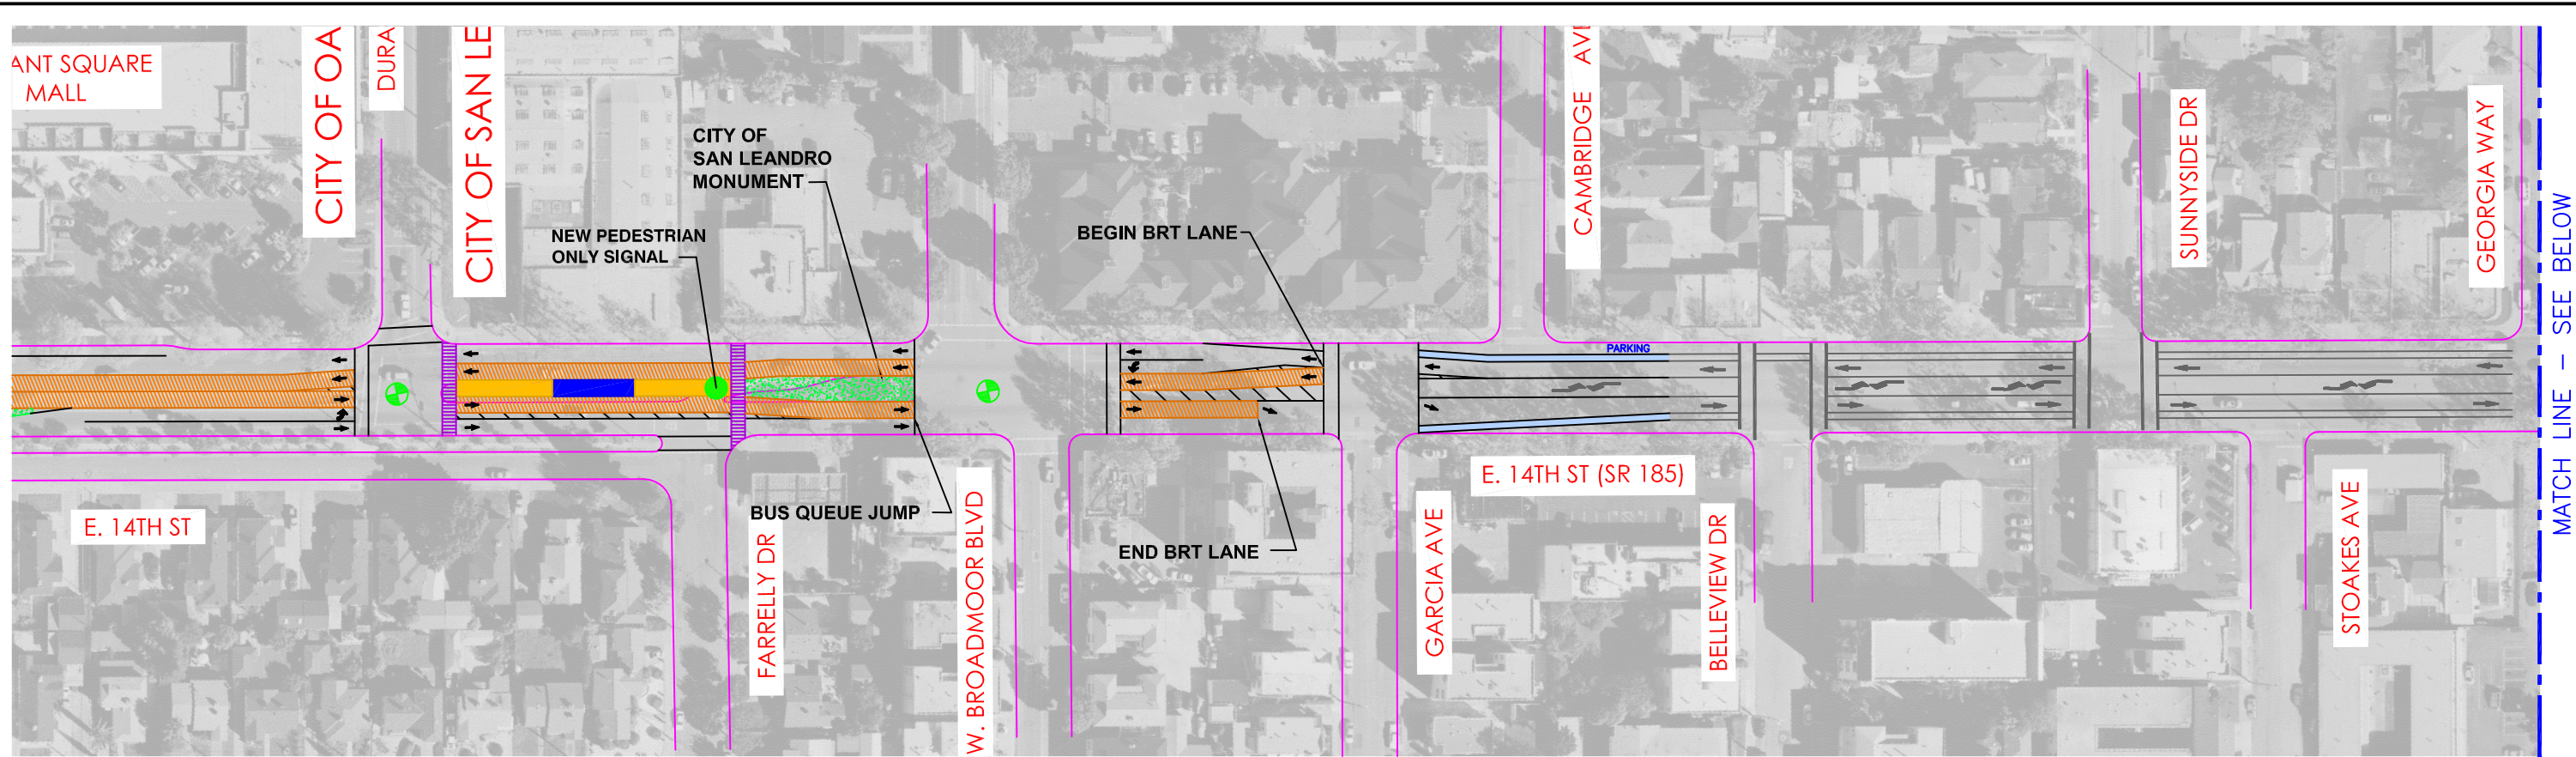 ANT SQUARE
MALL
CITY OF OA
DURA
CITY OF SAN LE
CITY OF
SAN LEANDRO
MONUMENT
NEW PEDESTRIAN
ONLY SIGNAL
BEGIN BRT LANE
CAMBRIDGE AVE
SUNNYSIDE DR
GEORGIA WAY
MATCH LINE – SEE BELOW
PARKING
E. 14TH ST
BUS QUEUE JUMP
FARRELLY DR
W. BROADMOOR BLVD
END BRT LANE
GARCIA AVE
E. 14TH ST (SR 185)
BELLEVIEW DR
STOAKES AVE